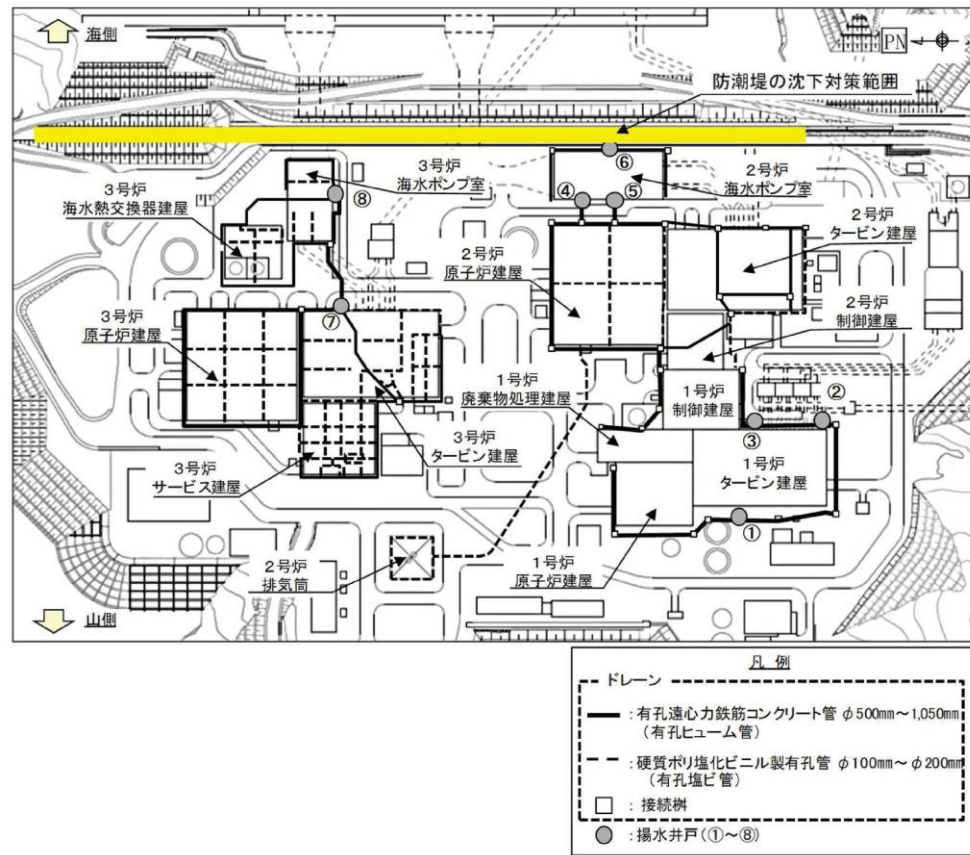 海側
PN
防潮堤の沈下対策範囲
⑥
3号炉
海水ポンプ室
2号炉
海水ポンプ室
3号炉
海水熱交換器建屋
⑧
④
⑤
2号炉
タービン建屋
2号炉
原子炉建屋
3号炉
原子炉建屋
⑦
2号炉
制御建屋
1号炉
廃棄物処理建屋
1号炉
制御建屋
②
③
3号炉
サービス建屋
3号炉
タービン建屋
1号炉
タービン建屋
①
2号炉
排気筒
1号炉
原子炉建屋
山側
凡 例
ドレーン
:有孔遠心力鉄筋コンクリート管 φ500mm～1,050mm
(有孔ヒューム管)
:硬質ポリ塩化ビニル製有孔管 φ100mm～φ200mm
(有孔塩ビ管)
:接続桝
:揚水井戸(①～⑧)